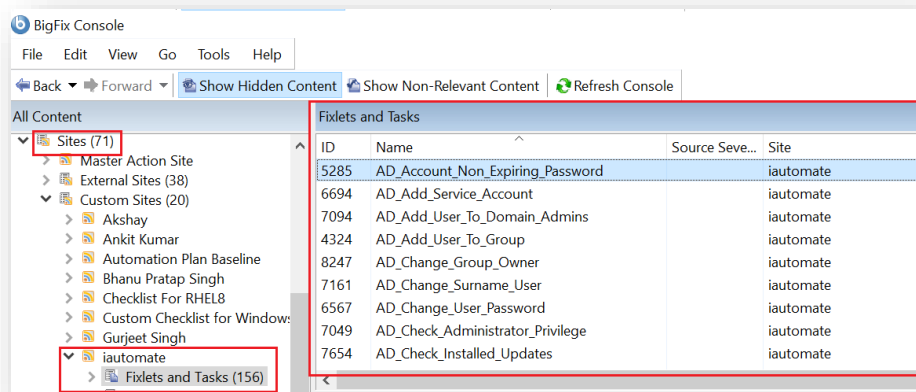 BigFix Console
File Edit View Go Tools Help
Back Forward Show Hidden Content Show Non-Relevant Content Refresh Console
All Content
Sites (71)
Master Action Site
External Sites (38)
Custom Sites (20)
Akshay
Ankit Kumar
Automation Plan Baseline
Bhanu Pratap Singh
Checklist For RHEL8
Custom Checklist for Windows
Gurjeet Singh
iautomate
Fixlets and Tasks (156)
Fixlets and Tasks
ID Name Source Seve... Site
5285 AD_Account_Non_Expiring_Password iautomate
6694 AD_Add_Service_Account iautomate
7094 AD_Add_User_To_Domain_Admins iautomate
4324 AD_Add_User_To_Group iautomate
8247 AD_Change_Group_Owner iautomate
7161 AD_Change_Surname_User iautomate
6567 AD_Change_User_Password iautomate
7049 AD_Check_Administrator_Privilege iautomate
7654 AD_Check_Installed_Updates iautomate